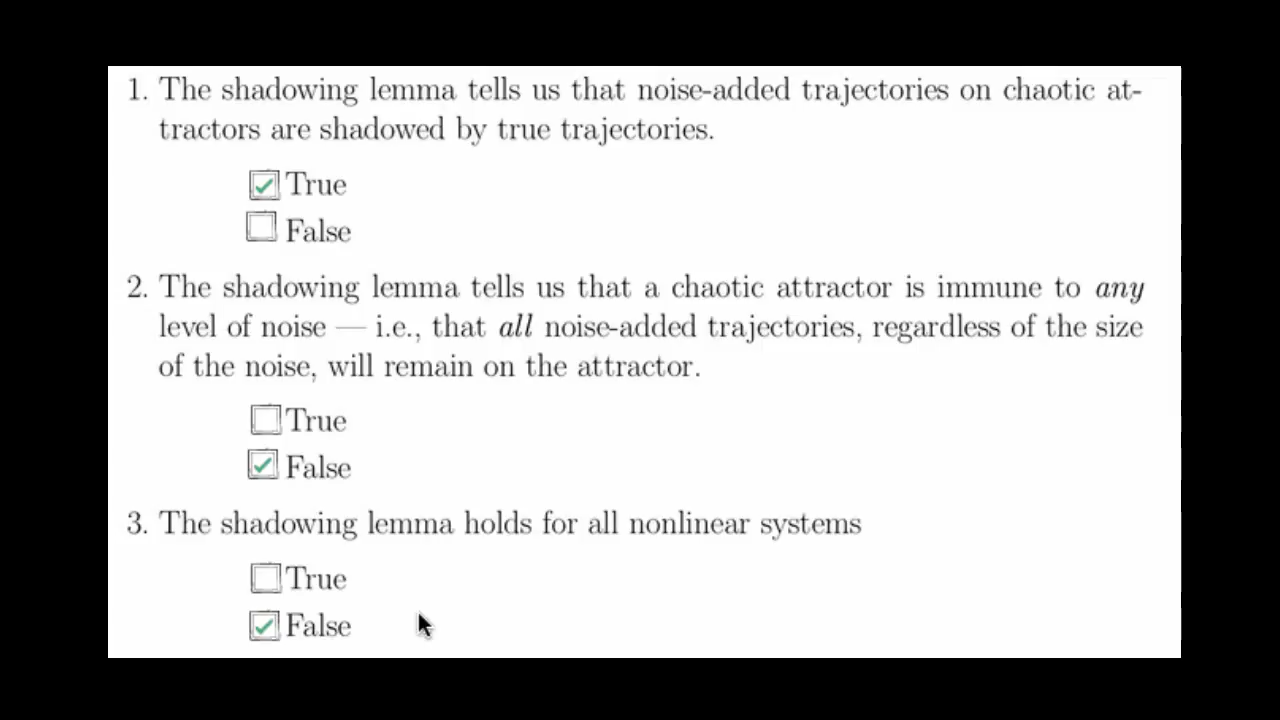 1. The shadowing lemma tells us that noise-added trajectories on chaotic at-
tractors are shadowed by true trajectories.
True
False
2. The shadowing lemma tells us that a chaotic attractor is immune to any
level of noise — i.e., that all noise-added trajectories, regardless of the size
of the noise, will remain on the attractor.
True
False
3. The shadowing lemma holds for all nonlinear systems
True
False